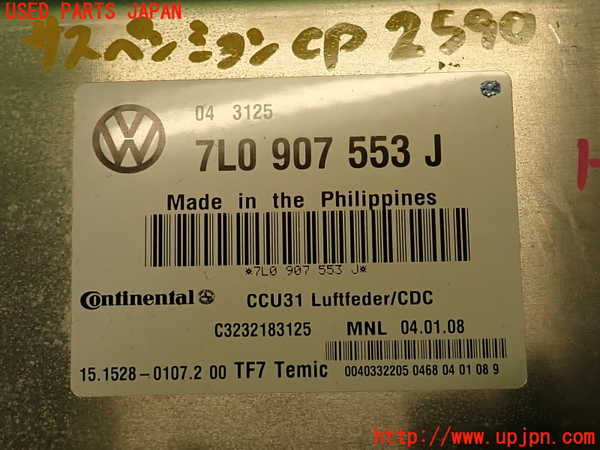 USED PARTS JAPAN
サスペンションCP 2590
04 3125
7L0 907 553 J
Made in the Philippines
*7L0 907 553 J*
Continental
CCU31 Luftfeder/CDC
C3232183125 MNL 04.01.08
15.1528-0107.2 00 TF7 Temic 0040332205 0468 04 01 08 9
http://www.upjpn.com/